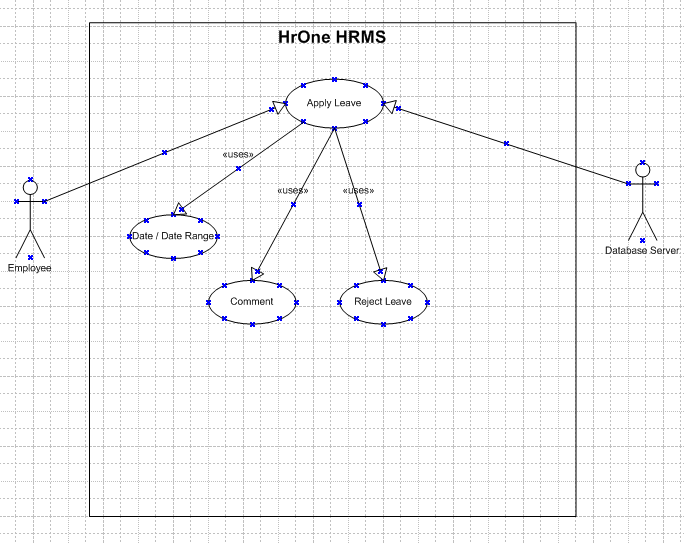 HrOne HRMS
Apply Leave
«uses»
«uses»
«uses»
Date / Date Range
Employee
Database Server
Comment
Reject Leave